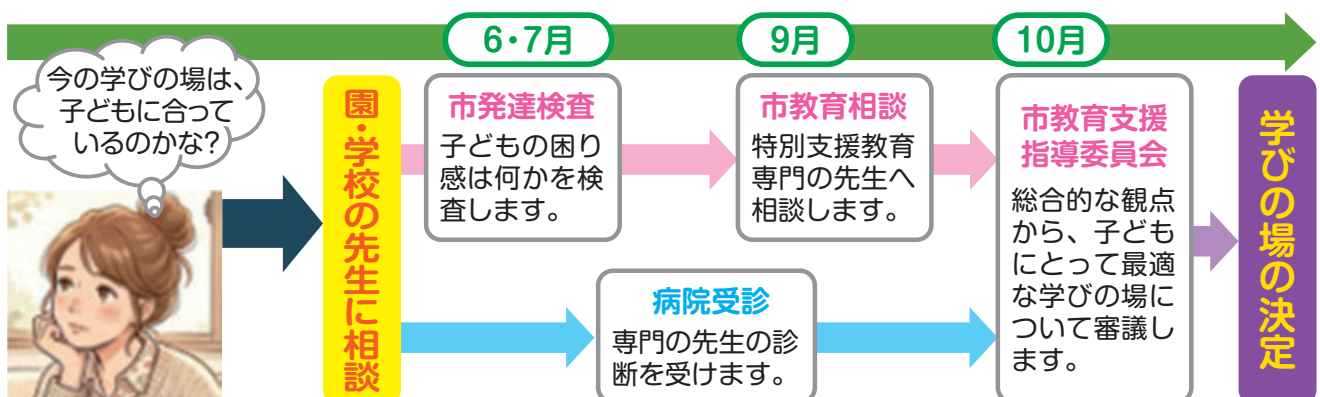 6・7月
9月
10月
今の学びの場は、
子どもに合って
いるのかな?
園・学校の先生に相談
市発達検査
子どもの困り
感は何かを検
査します。
市教育相談
特別支援教育
専門の先生へ
相談します。
病院受診
専門の先生の診
断を受けます。
市教育支援
指導委員会
総合的な観点
から、子ども
にとって最適
な学びの場に
ついて審議し
ます。
学びの場の決定